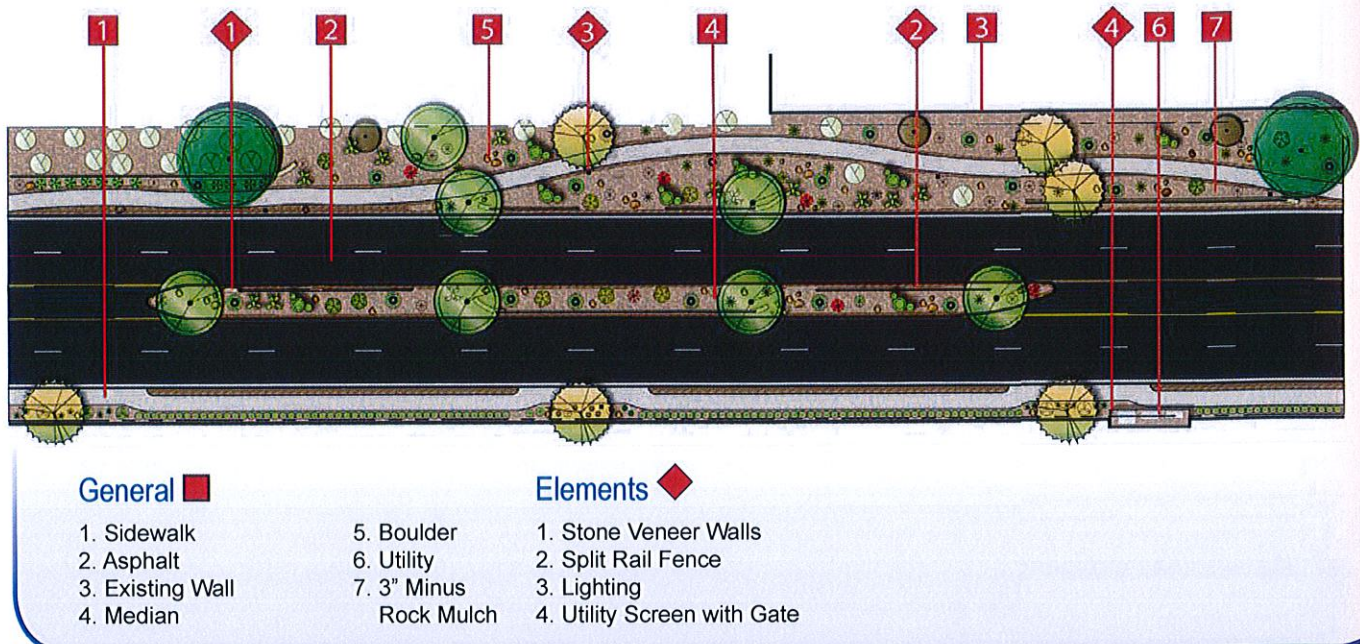 1 1 2 5 3 4 2 3 4 6 7
General
1. Sidewalk
2. Asphalt
3. Existing Wall
4. Median
5. Boulder
6. Utility
7. 3” Minus
Rock Mulch
Elements
1. Stone Veneer Walls
2. Split Rail Fence
3. Lighting
4. Utility Screen with Gate